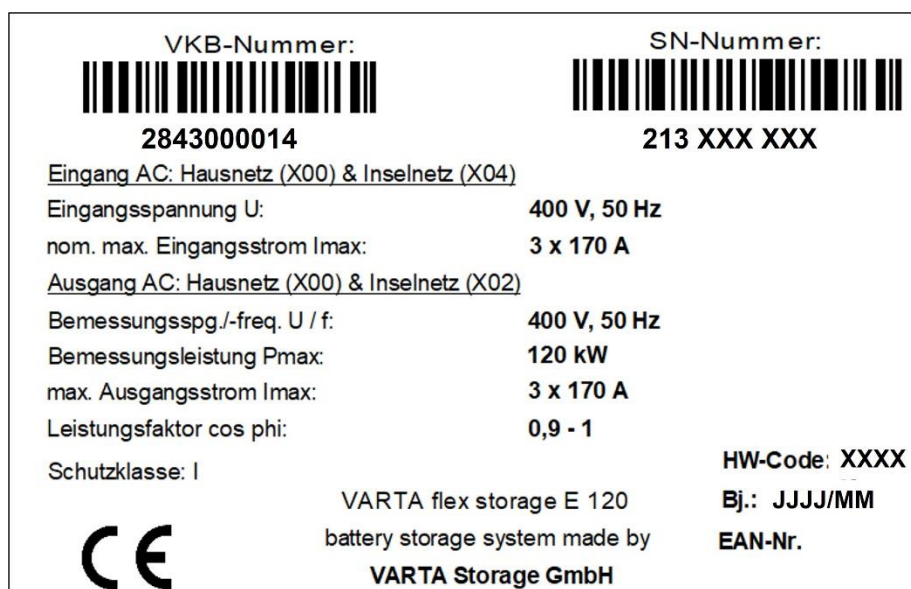 VKB-Nummer:
SN-Nummer:
2843000014
213 XXX XXX
Eingang AC: Hausnetz (X00) & Inselnetz (X04)
Eingangsspannung U: 400 V, 50 Hz
nom. max. Eingangsstrom Imax: 3 x 170 A
Ausgang AC: Hausnetz (X00) & Inselnetz (X02)
Bemessungsspg./-freq. U / f: 400 V, 50 Hz
Bemessungsleistung Pmax: 120 kW
max. Ausgangsstrom Imax: 3 x 170 A
Leistungsfaktor cos phi: 0,9 - 1
Schutzklasse: I
HW-Code: XXXX
VARTA flex storage E 120
Bj.: JJJJ/MM
battery storage system made by
EAN-Nr.
VARTA Storage GmbH
CE